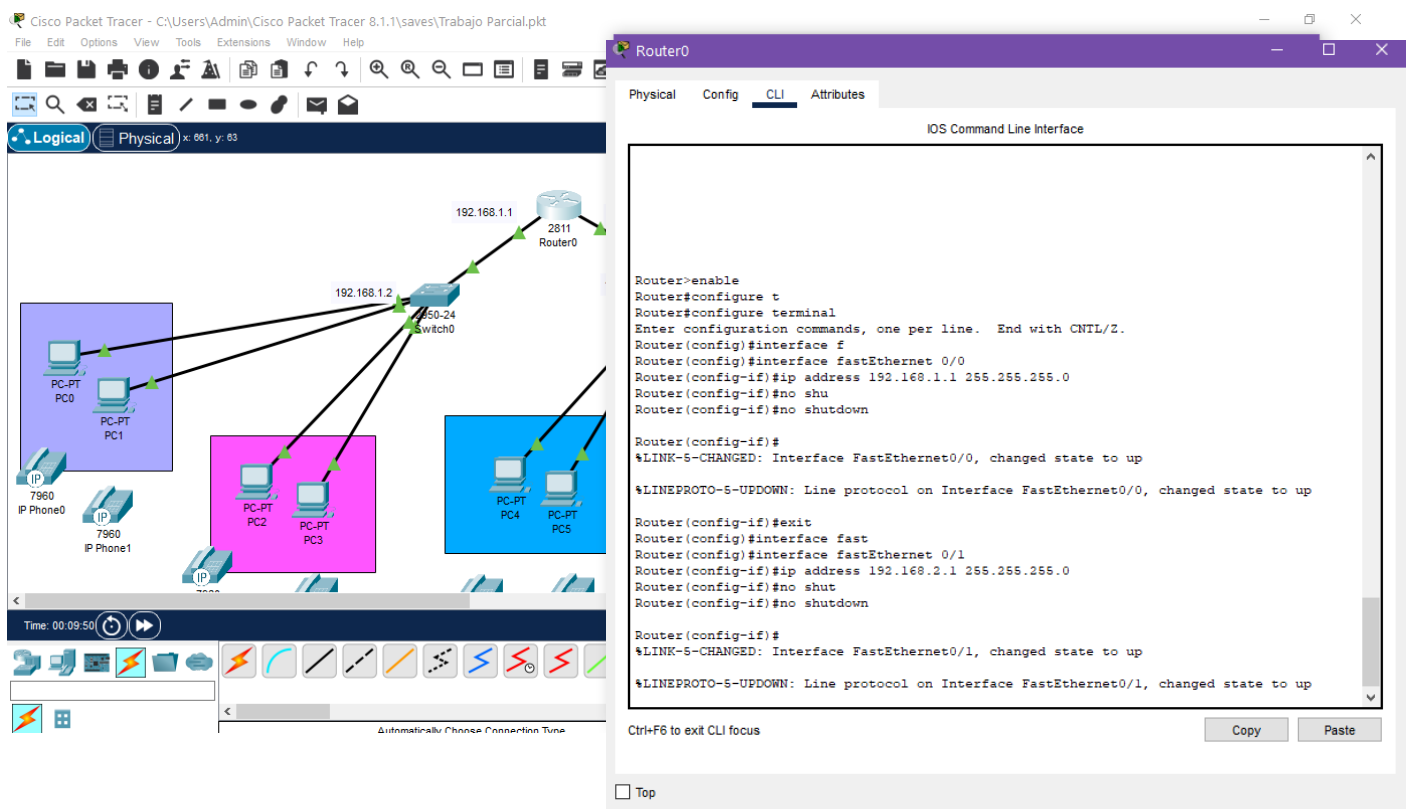 Cisco Packet Tracer - C:\Users\Admin\Cisco Packet Tracer 8.1.1\saves\Trabajo Parcial.pkt
File Edit Options View Tools Extensions Window Help
Logical Physical x: 661, y: 63
192.168.1.1
2811
Router0
192.168.1.2
2950-24
Switch0
PC-PT
PC0
PC-PT
PC1
IP
7960
IP Phone0
IP
7960
IP Phone1
PC-PT
PC2
PC-PT
PC3
IP
PC-PT
PC4
PC-PT
PC5
Time: 00:09:50
Automatically Choose Connection Type
Router0
Physical Config CLI Attributes
IOS Command Line Interface
Router>enable
Router#configure t
Router#configure terminal
Enter configuration commands, one per line.  End with CNTL/Z.
Router(config)#interface f
Router(config)#interface fastEthernet 0/0
Router(config-if)#ip address 192.168.1.1 255.255.255.0
Router(config-if)#no shu
Router(config-if)#no shutdown
Router(config-if)#
%LINK-5-CHANGED: Interface FastEthernet0/0, changed state to up
%LINEPROTO-5-UPDOWN: Line protocol on Interface FastEthernet0/0, changed state to up
Router(config-if)#exit
Router(config)#interface fast
Router(config)#interface fastEthernet 0/1
Router(config-if)#ip address 192.168.2.1 255.255.255.0
Router(config-if)#no shut
Router(config-if)#no shutdown
Router(config-if)#
%LINK-5-CHANGED: Interface FastEthernet0/1, changed state to up
%LINEPROTO-5-UPDOWN: Line protocol on Interface FastEthernet0/1, changed state to up
Ctrl+F6 to exit CLI focus
Copy Paste
Top